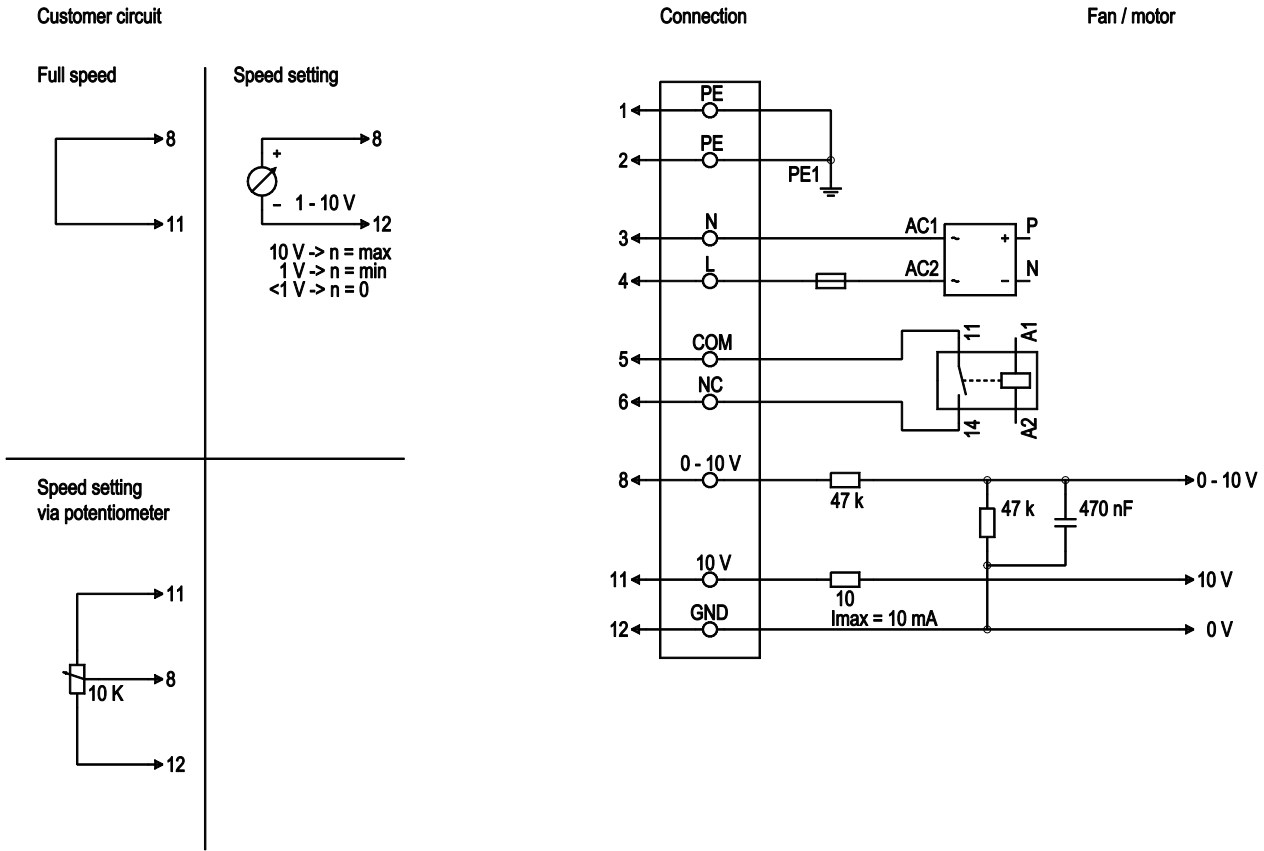 Customer circuit
Connection
Fan / motor
Full speed
8
11
Speed setting
8
+
–
1 - 10 V
12
10 V -> n = max
1 V -> n = min
<1 V -> n = 0
Speed setting
via potentiometer
11
8
10 K
12
1
PE
2
PE
PE1
3
N
AC1
~
+
P
4
L
AC2
~
–
N
5
COM
11
A1
6
NC
14
A2
8
0 - 10 V
47 k
47 k
470 nF
0 - 10 V
11
10 V
10
Imax = 10 mA
10 V
12
GND
0 V